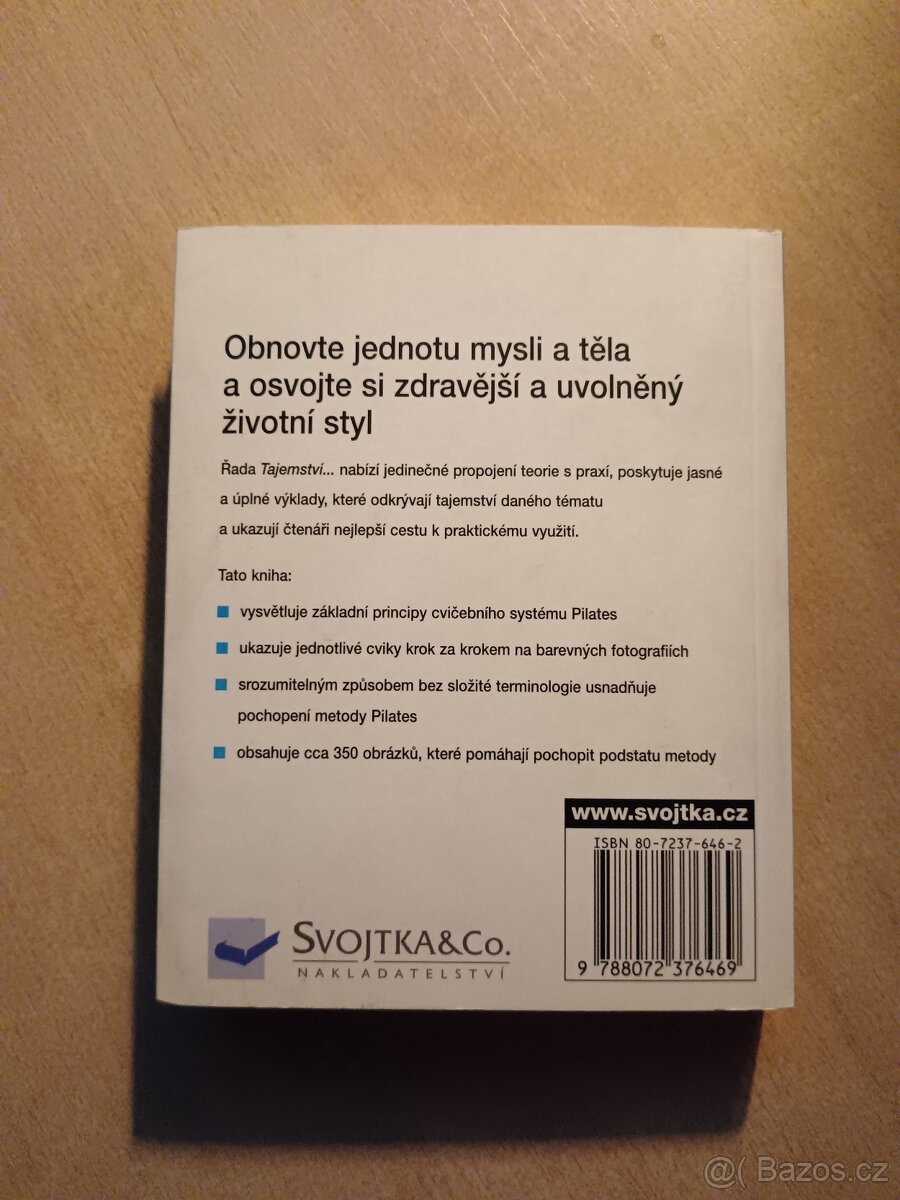 Obnovte jednotu mysli a těla
a osvojte si zdravější a uvolněný
životní styl
Řada Tajemství... nabízí jedinečné propojení teorie s praxí, poskytuje jasné
a úplné výklady, které odkrývají tajemství daného tématu
a ukazují čtenáři nejlepší cestu k praktickému využití.
Tato kniha:
vysvětluje základní principy cvičebního systému Pilates
ukazuje jednotlivé cviky krok za krokem na barevných fotografiích
srozumitelným způsobem bez složité terminologie usnadňuje
pochopení metody Pilates
obsahuje cca 350 obrázků, které pomáhají pochopit podstatu metody
www.svojtka.cz
ISBN 80-7237-646-2
9 788072 376469
SVOJTKA&CO.
NAKLADATELSTVÍ
@( Bazos.cz